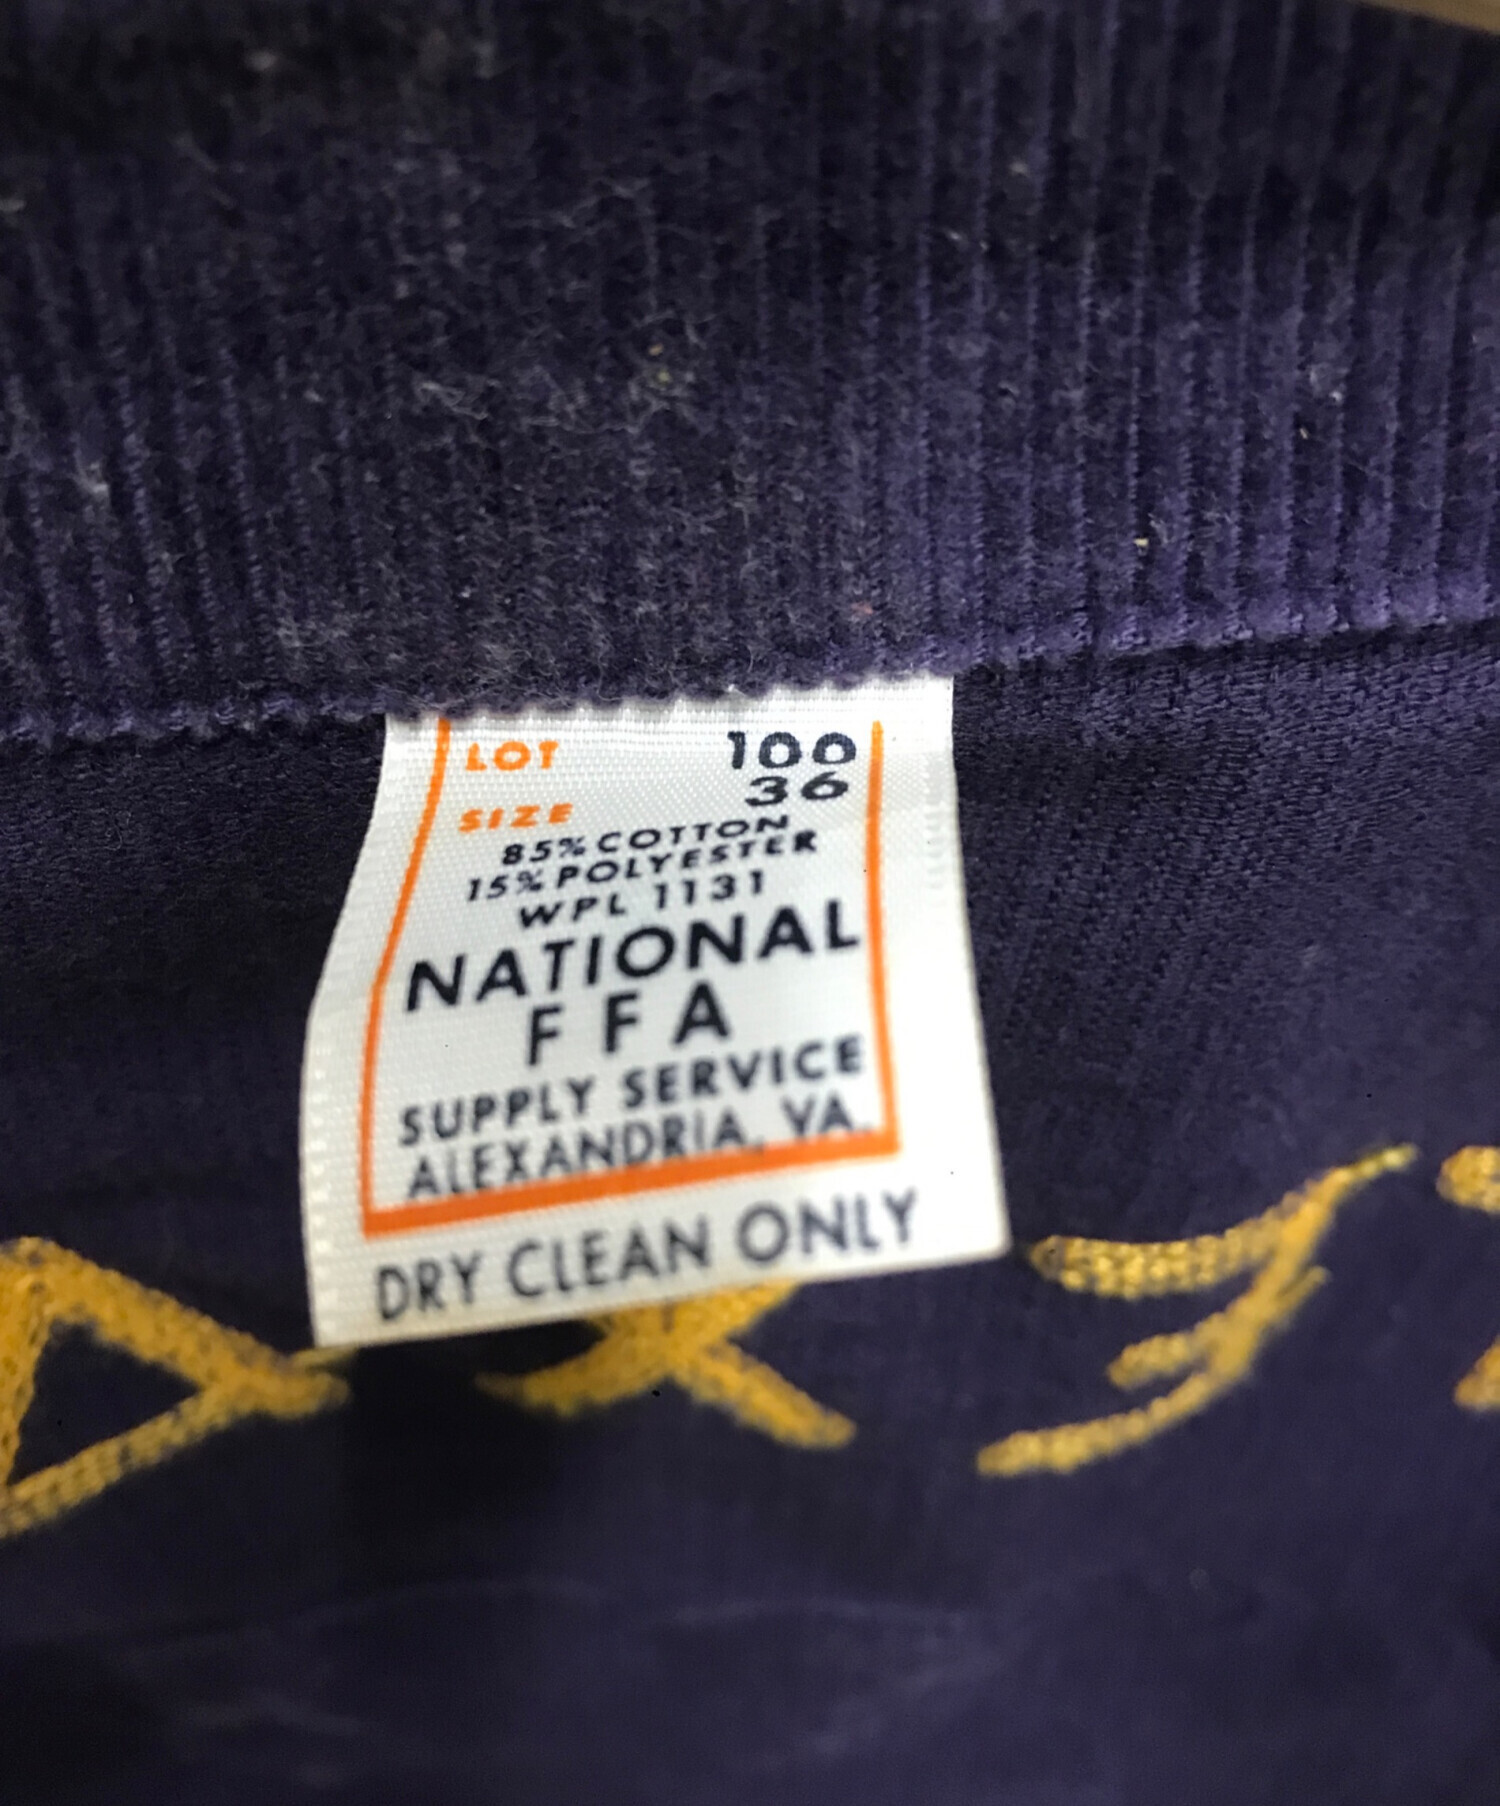 LOT 100
SIZE 36
85% COTTON
15% POLYESTER
WPL 1131
NATIONAL
FFA
SUPPLY SERVICE
ALEXANDRIA, VA.
DRY CLEAN ONLY